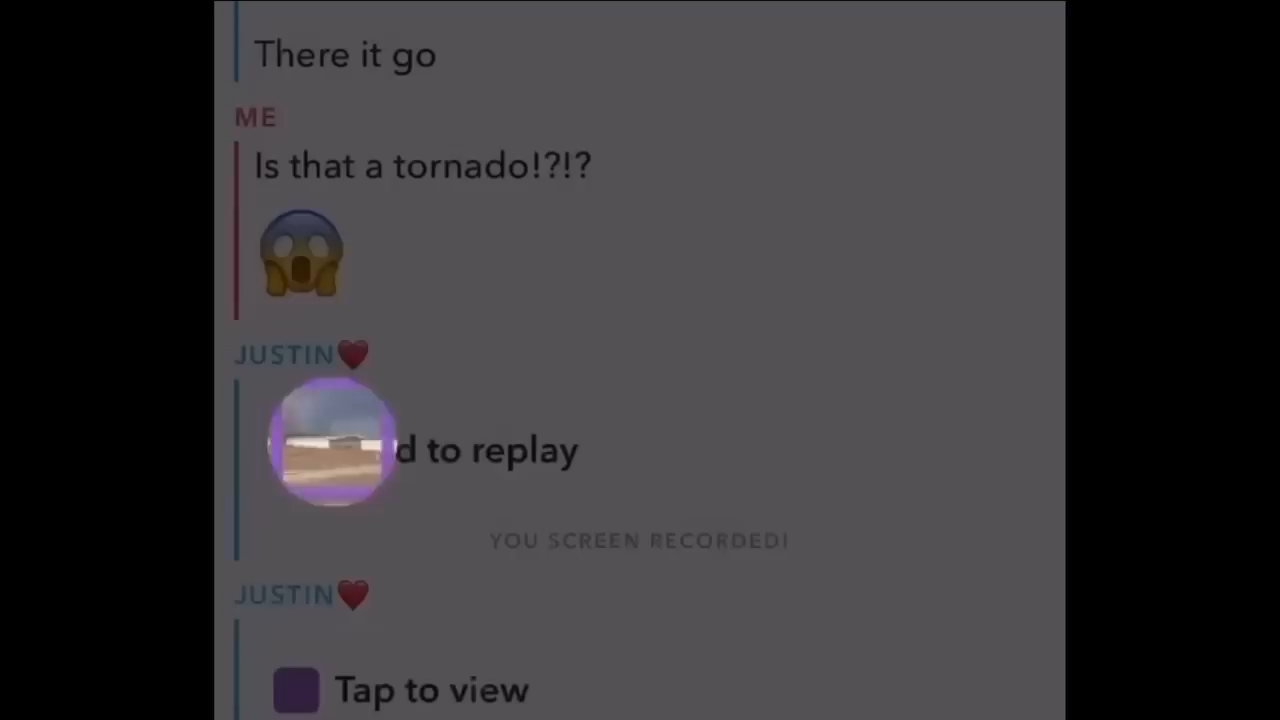 There it go
ME
Is that a tornado!?!?
JUSTIN❤️
d to replay
YOU SCREEN RECORDED!
JUSTIN❤️
Tap to view